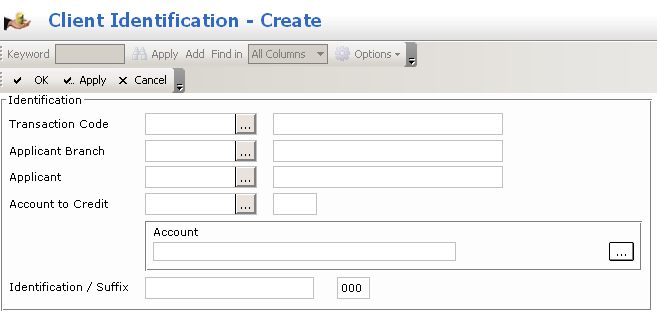 Client Identification - Create
Keyword Apply Add Find in All Columns Options
OK Apply Cancel
Identification
Transaction Code ...
Applicant Branch ...
Applicant ...
Account to Credit ...
Account
...
Identification / Suffix 000